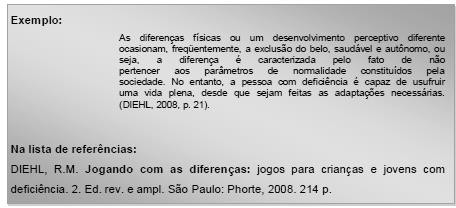 Exemplo:
As diferenças físicas ou um desenvolvimento perceptivo diferente
ocasionam, freqüentemente, a exclusão do belo, saudável e autônomo, ou
seja, a diferença é caracterizada pelo fato de não
pertencer aos parâmetros de normalidade constituídos pela
sociedade. No entanto, a pessoa com deficiência é capaz de usufruir
uma vida plena, desde que sejam feitas as adaptações necessárias.
(DIEHL, 2008, p. 21).
Na lista de referências:
DIEHL, R.M. Jogando com as diferenças: jogos para crianças e jovens com
deficiência. 2. Ed. rev. e ampl. São Paulo: Phorte, 2008. 214 p.